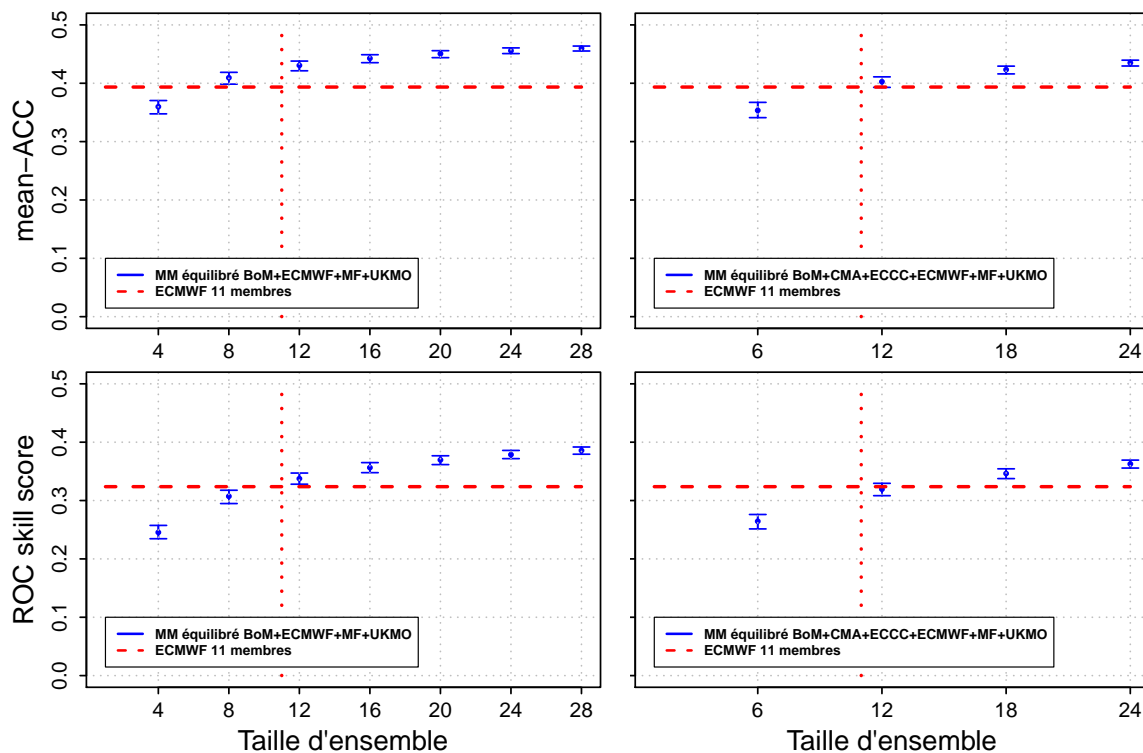 mean−ACC
0.5
0.4
0.3
0.2
0.1
0.0
MM équilibré BoM+ECMWF+MF+UKMO
ECMWF 11 membres
4 8 12 16 20 24 28
MM équilibré BoM+CMA+ECCC+ECMWF+MF+UKMO
ECMWF 11 membres
6 12 18 24
ROC skill score
0.5
0.4
0.3
0.2
0.1
0.0
MM équilibré BoM+ECMWF+MF+UKMO
ECMWF 11 membres
4 8 12 16 20 24 28
Taille d'ensemble
MM équilibré BoM+CMA+ECCC+ECMWF+MF+UKMO
ECMWF 11 membres
6 12 18 24
Taille d'ensemble